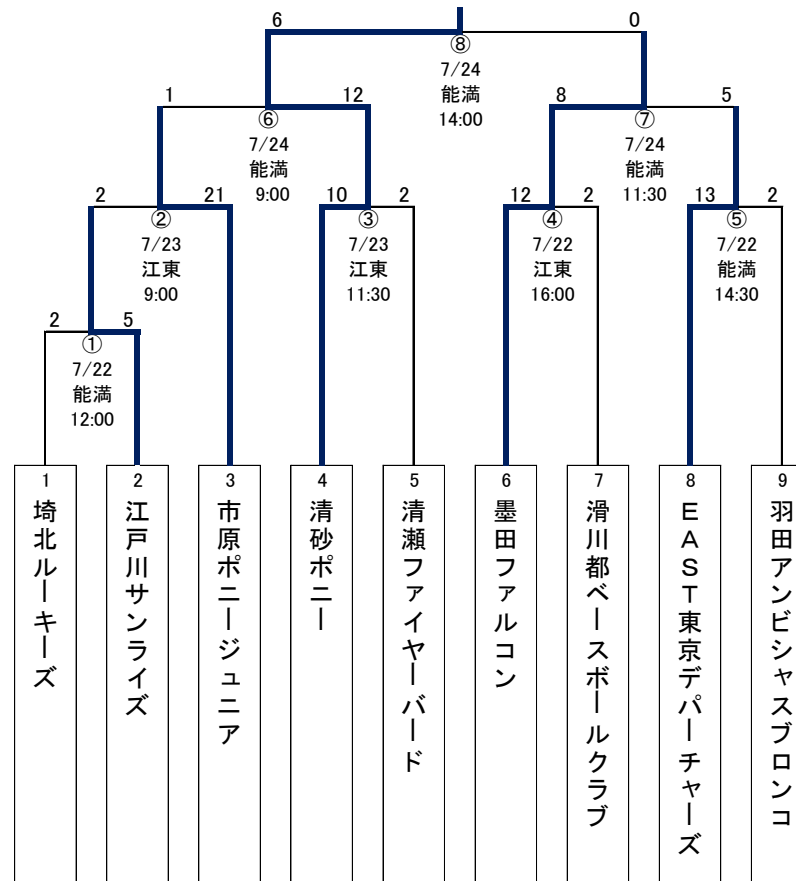 6 0
⑧
7/24
能満
14:00
1 12
⑥
7/24
能満
9:00
8 5
⑦
7/24
能満
11:30
2 21
②
7/23
江東
9:00
10 2
③
7/23
江東
11:30
12 2
④
7/22
江東
16:00
13 2
⑤
7/22
能満
14:30
2 5
①
7/22
能満
12:00
1
埼北ルーキーズ
2
江戸川サンライズ
3
市原ポニージュニア
4
清砂ポニー
5
清瀬ファイヤーバード
6
墨田ファルコン
7
滑川都ベースボールクラブ
8
EAST東京デパーチャーズ
9
羽田アンビシャスブロンコ